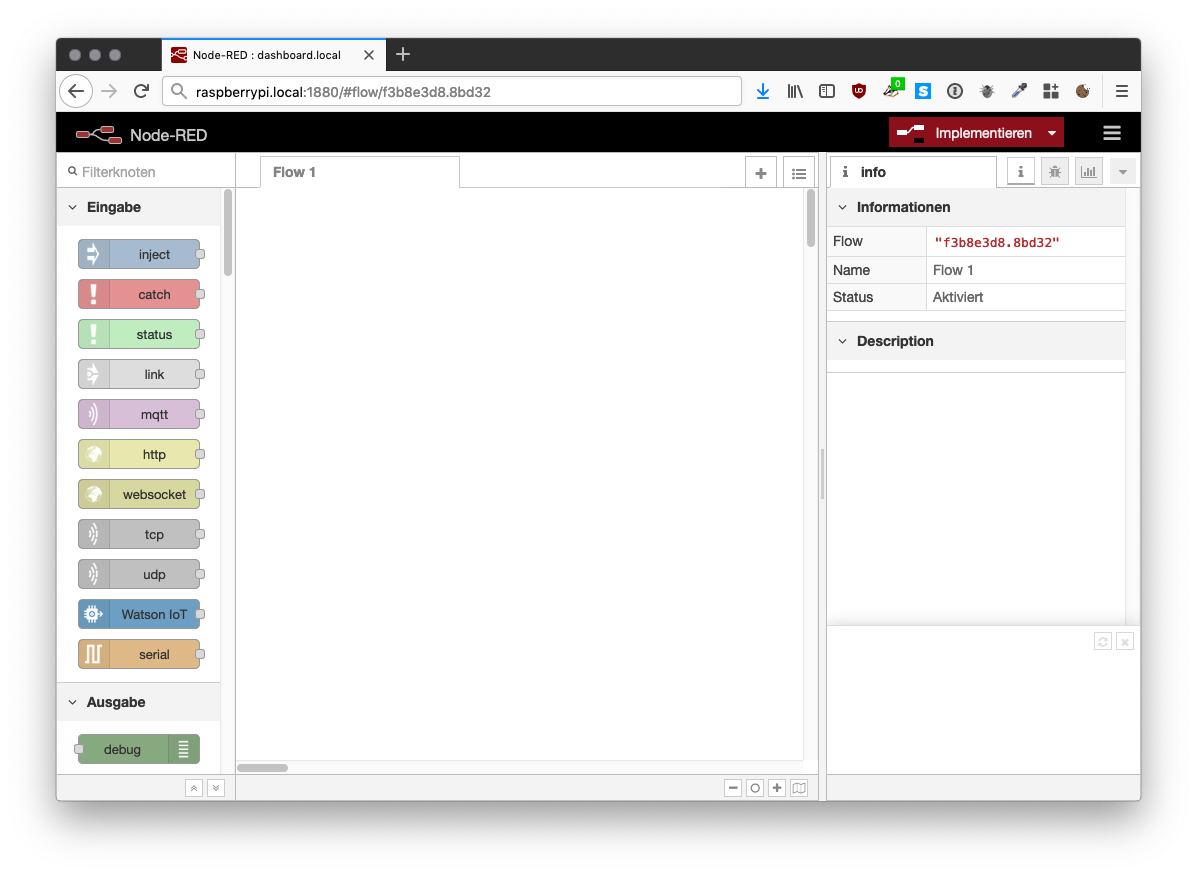 Node-RED : dashboard.local
raspberrypi.local:1880/#flow/f3b8e3d8.8bd32
0
Node-RED
Implementieren
Filterknoten
Flow 1
info
Eingabe
inject
catch
status
link
mqtt
http
websocket
tcp
udp
Watson IoT
serial
Ausgabe
debug
Informationen
Flow "f3b8e3d8.8bd32"
Name Flow 1
Status Aktiviert
Description